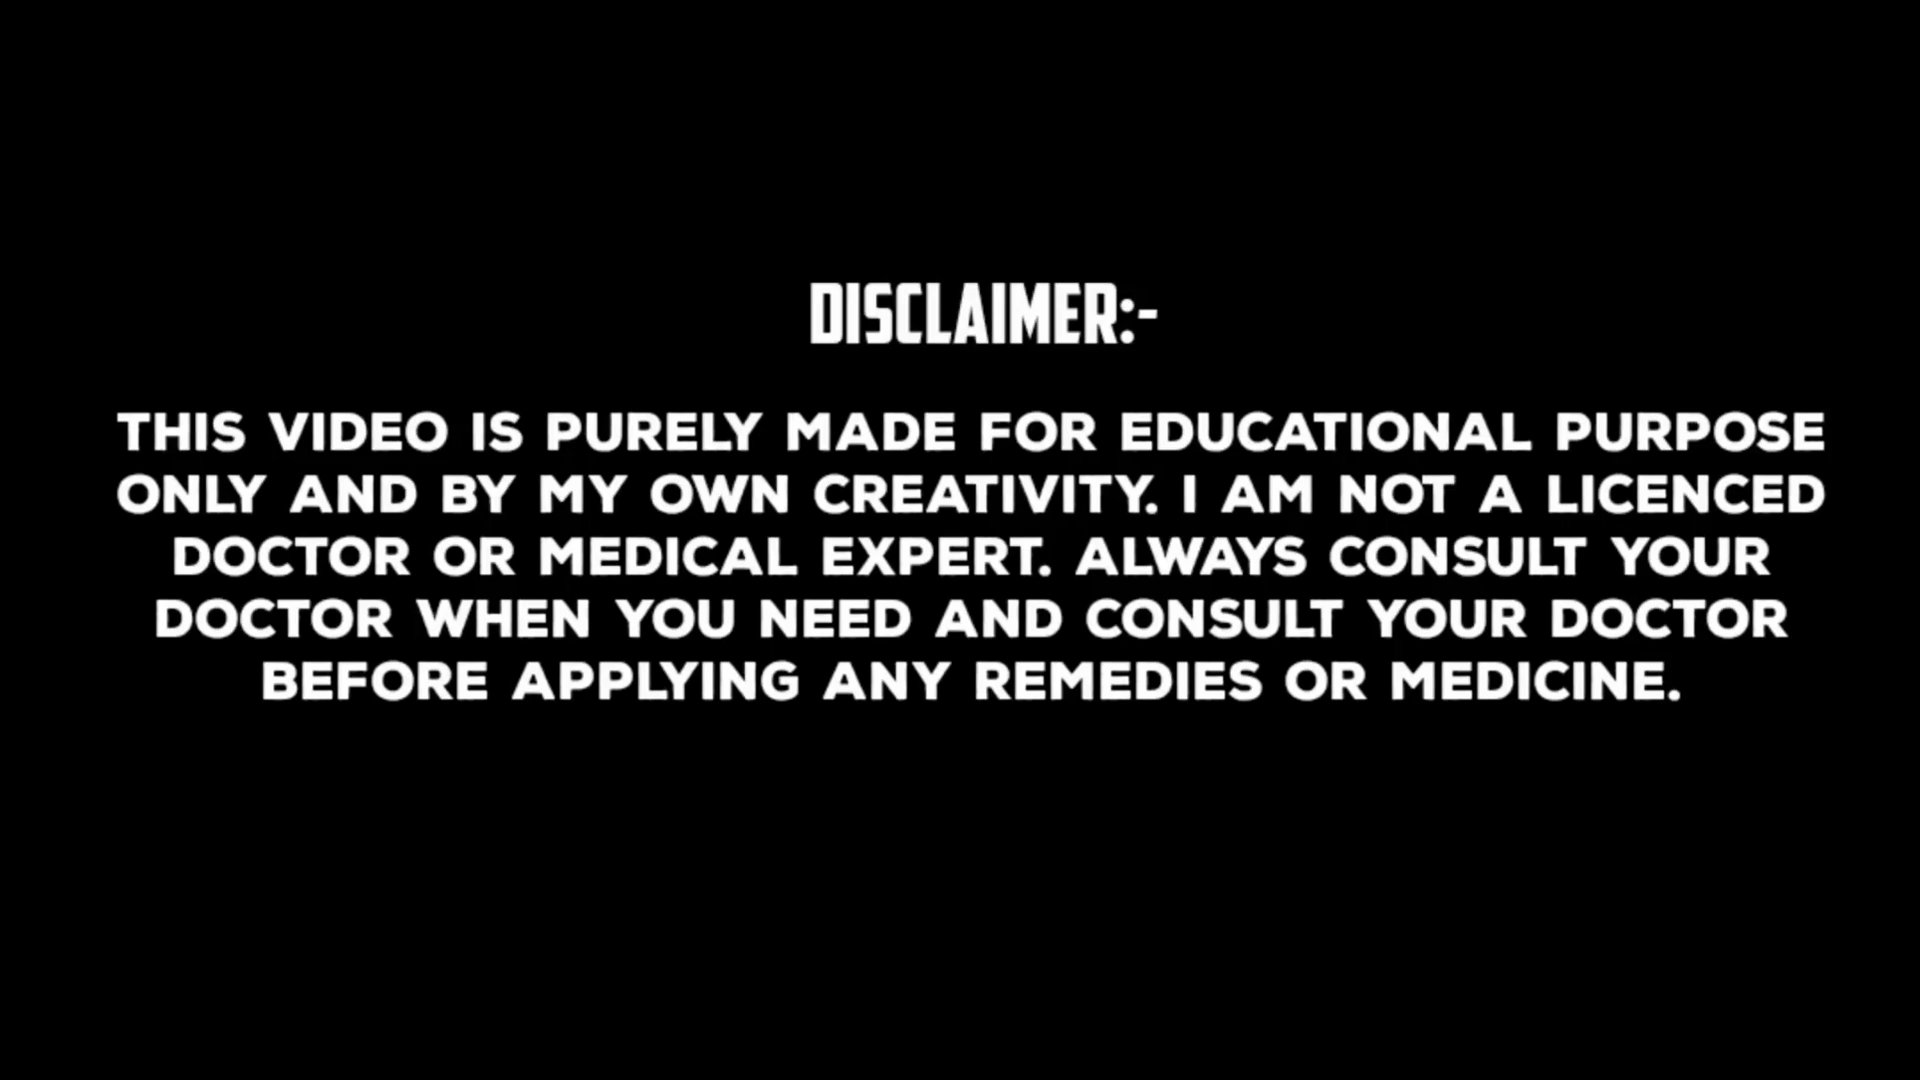 DISCLAIMER:-
THIS VIDEO IS PURELY MADE FOR EDUCATIONAL PURPOSE
ONLY AND BY MY OWN CREATIVITY. I AM NOT A LICENCED
DOCTOR OR MEDICAL EXPERT. ALWAYS CONSULT YOUR
DOCTOR WHEN YOU NEED AND CONSULT YOUR DOCTOR
BEFORE APPLYING ANY REMEDIES OR MEDICINE.